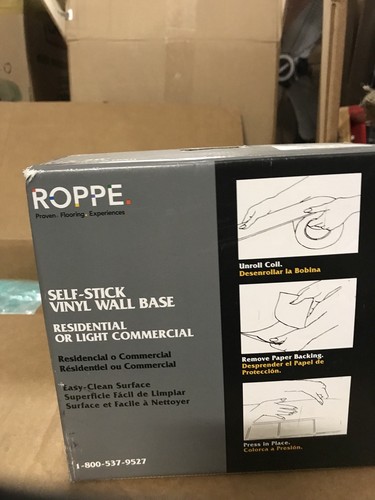 ROPPE.
Proven. Flooring. Experiences
SELF-STICK
VINYL WALL BASE
RESIDENTIAL
OR LIGHT COMMERCIAL
Residencial o Commercial
Résidentiel ou Commercial
Easy-Clean Surface
Superficie Fácil de Limpiar
Surface et Facile à Nettoyer
1-800-537-9527
Unroll Coil.
Desenrollar la Bobina
Remove Paper Backing.
Desprender el Papel de
Protección.
Press in Place.
Colorca a Presión.